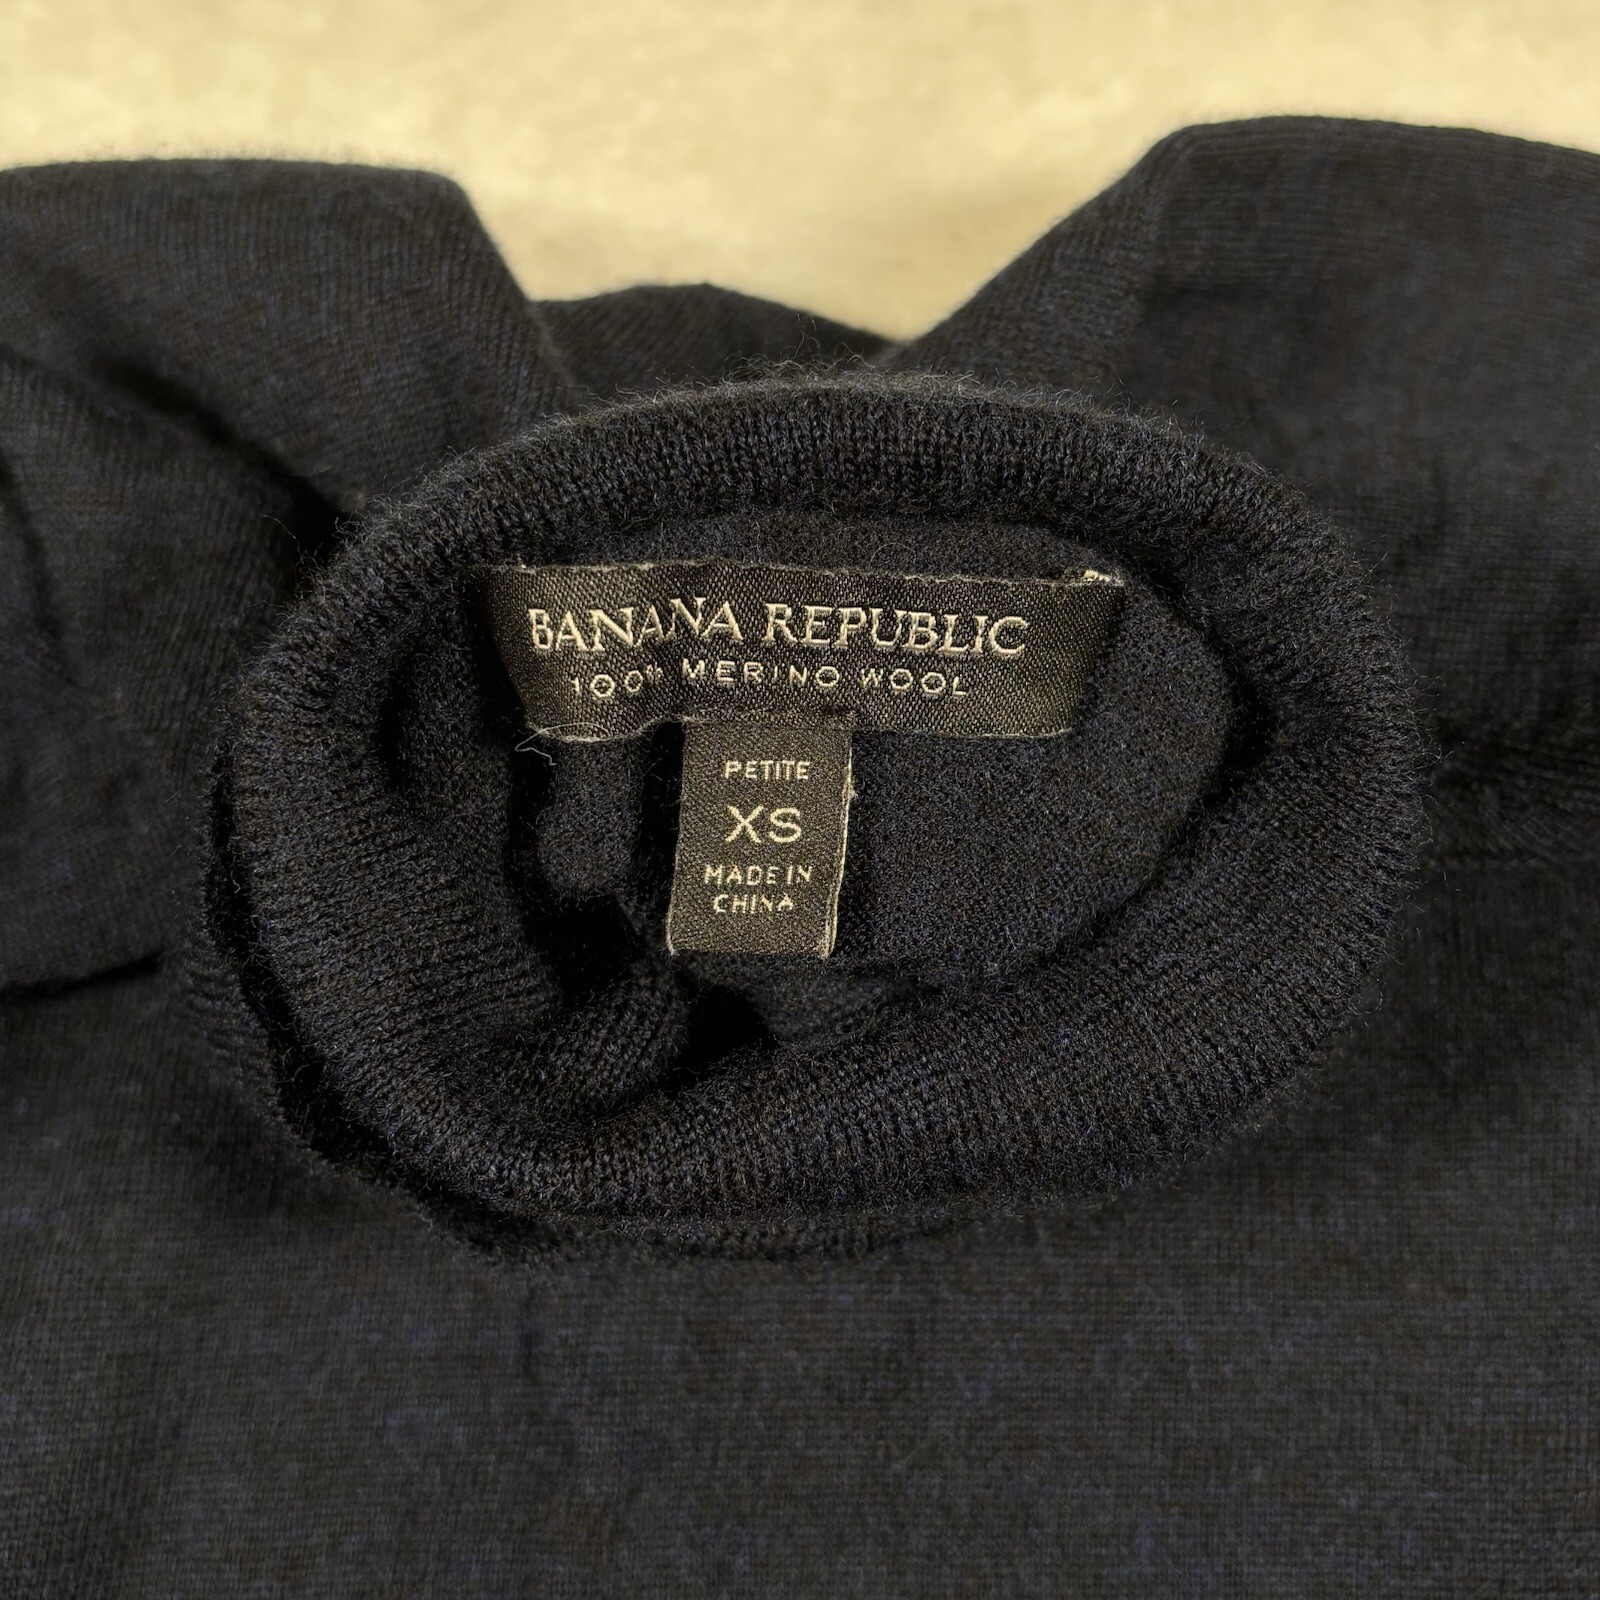 BANANA REPUBLIC
100% MERINO WOOL
PETITE
XS
MADE IN
CHINA